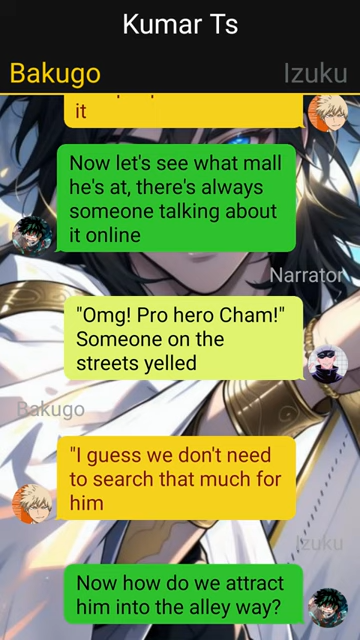 Kumar Ts
Bakugo
Izuku
it
Now let's see what mall
he's at, there's always
someone talking about
it online
Narrator
"Omg! Pro hero Cham!"
Someone on the
streets yelled
Bakugo
"I guess we don't need
to search that much for
him
Izuku
Now how do we attract
him into the alley way?